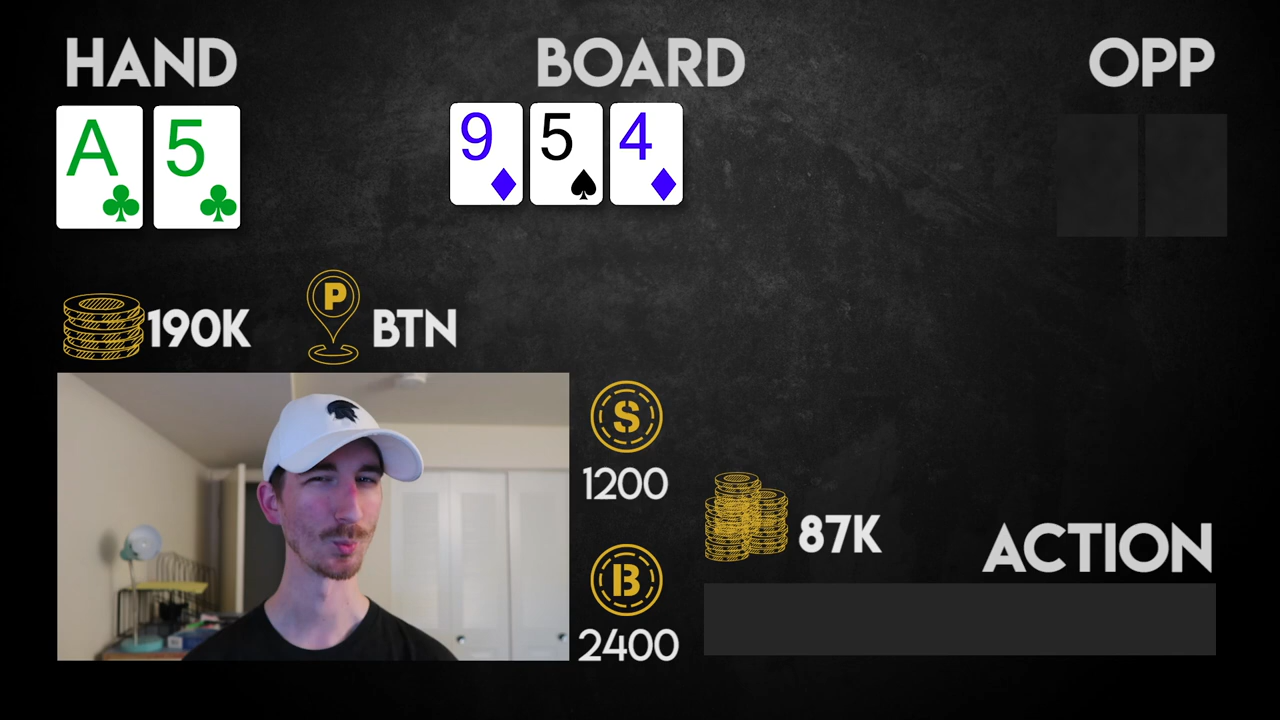 HAND
BOARD
OPP
A 5
9 5 4
190K
P
BTN
S
1200
87K
ACTION
B
2400